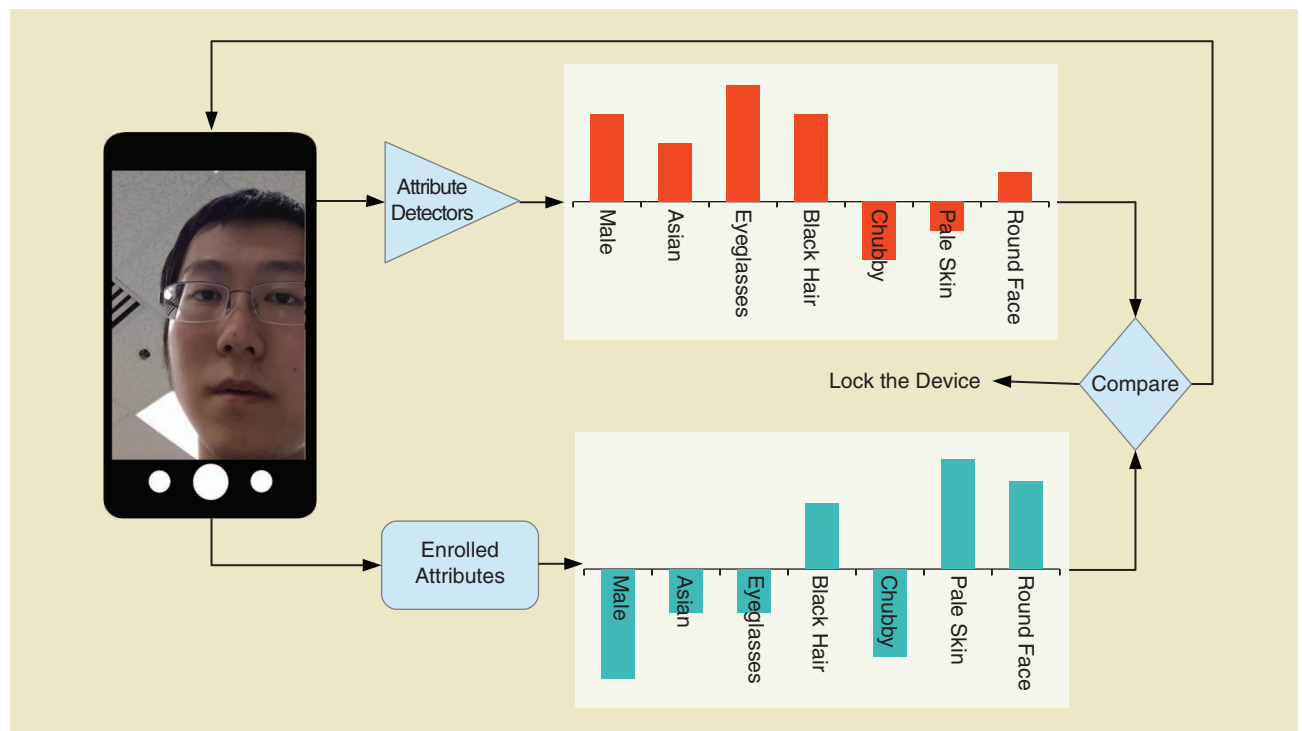 Attribute
Detectors
Male
Asian
Eyeglasses
Black Hair
Chubby
Pale Skin
Round Face
Lock the Device
Compare
Enrolled
Attributes
Male
Asian
Eyeglasses
Black Hair
Chubby
Pale Skin
Round Face